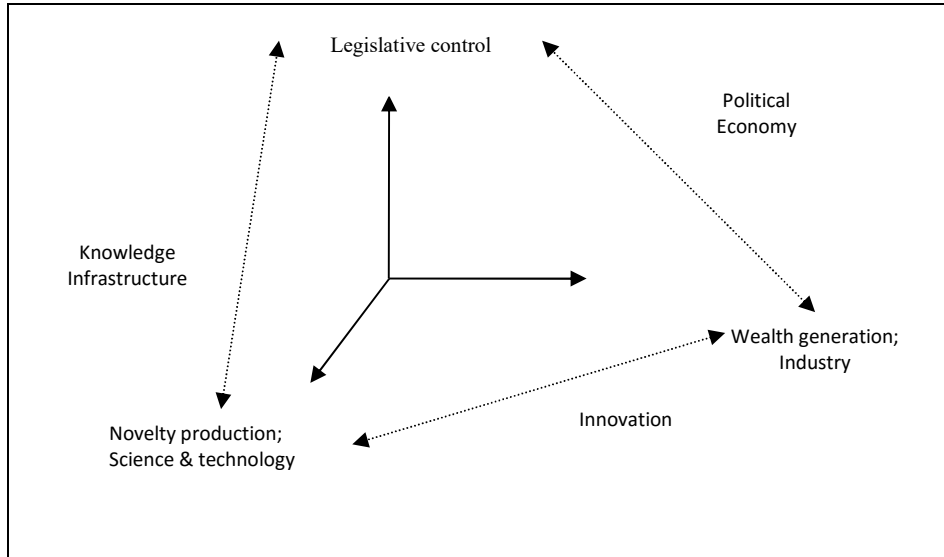 Legislative control
Political
Economy
Knowledge
Infrastructure
Wealth generation;
Industry
Innovation
Novelty production;
Science & technology